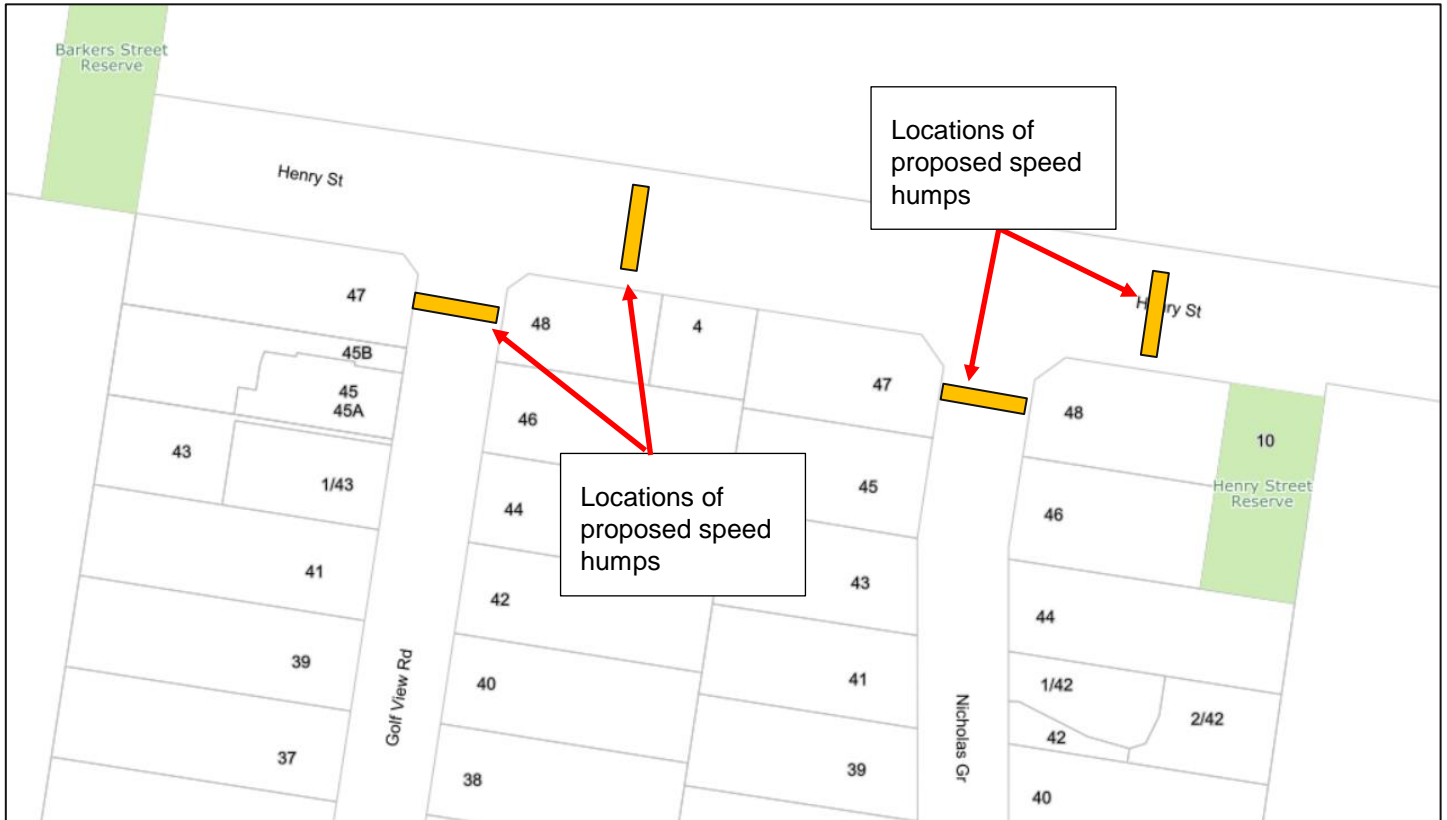 Barkers Street
Reserve
Henry St
Locations of
proposed speed
humps
Henry St
47
48
4
47
48
10
Henry Street
Reserve
45B
45
45A
46
45
46
43
1/43
44
Locations of
proposed speed
humps
43
44
41
42
39
40
41
1/42
2/42
42
Golf View Rd
Nicholas Gr
37
38
39
40